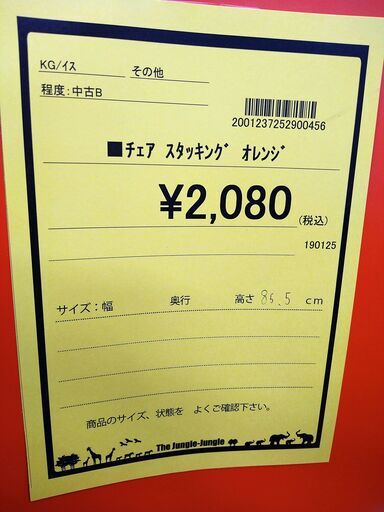 KG/ｲｽ その他
程度:中古B
2001237252900456
■ﾁｪｱ ｽﾀｯｷﾝｸﾞ ｵﾚﾝｼﾞ
¥2,080(税込)
190125
サイズ:幅 奥行 高さ 86.5 cm
商品のサイズ、状態を よくご確認下さい。
The Jungle-Jungle